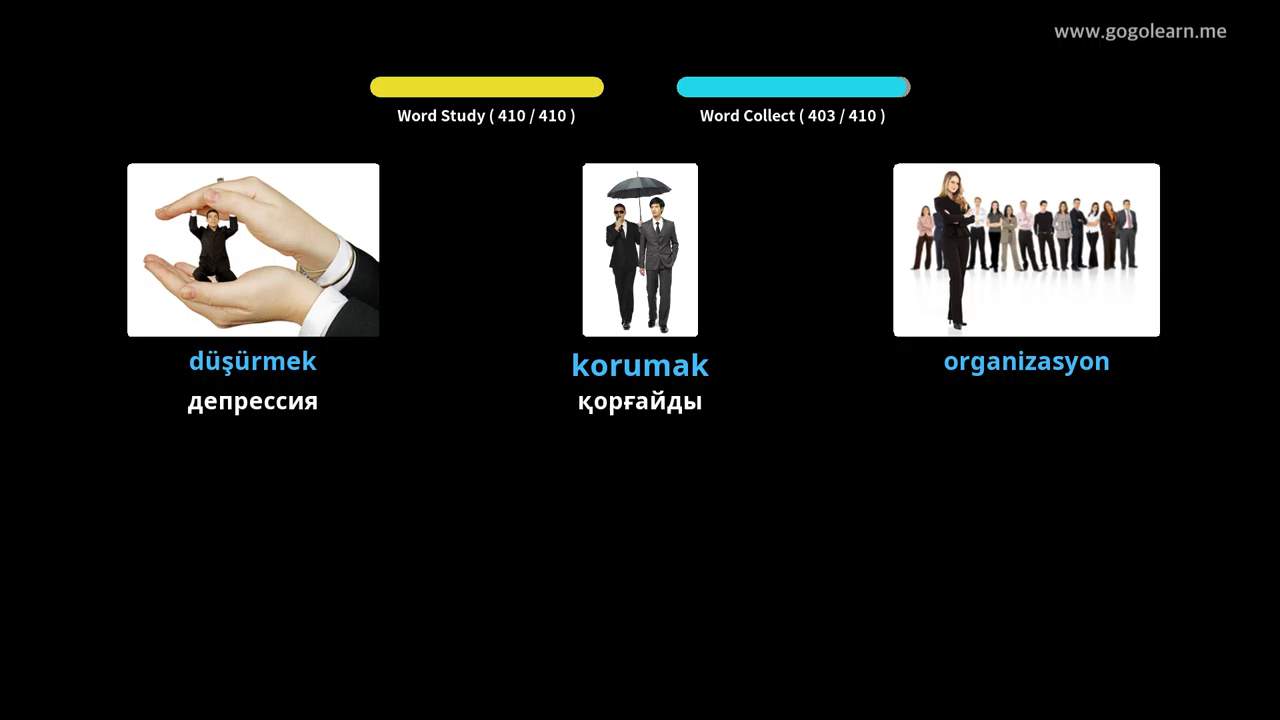 www.gogolearn.me
Word Study ( 410 / 410 )
Word Collect ( 403 / 410 )
düşürmek
korumak
organizasyon
депрессия
қорғайды